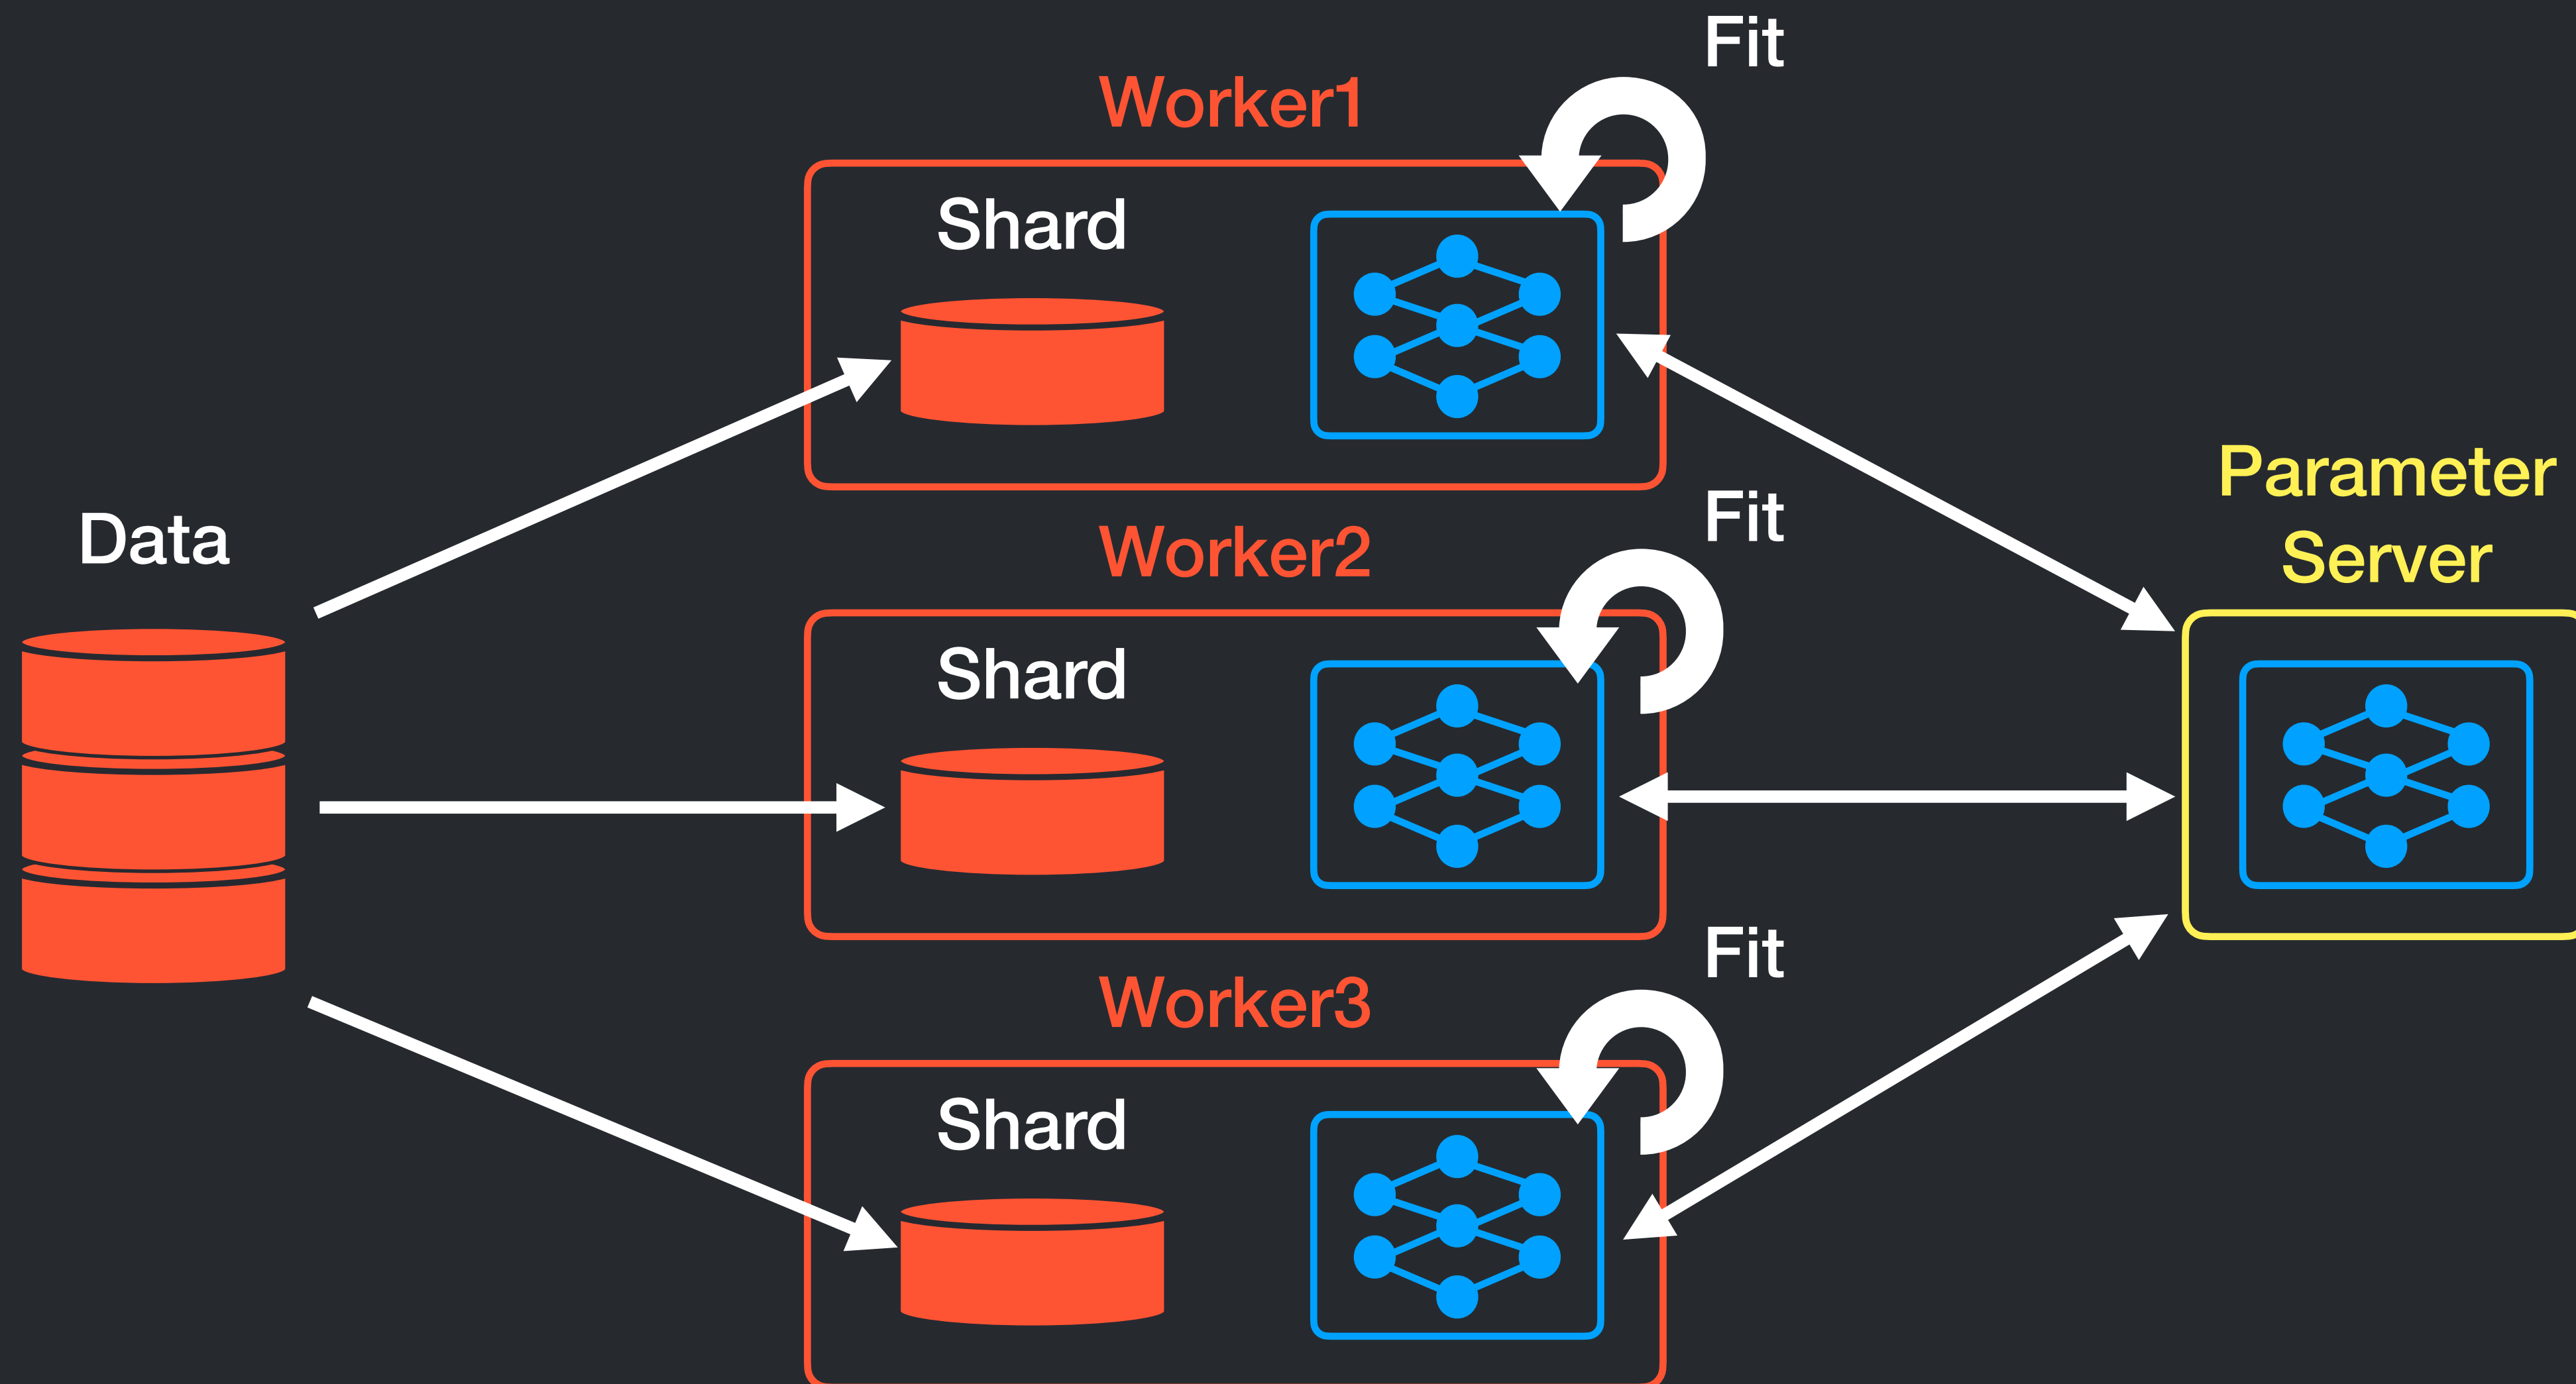 Fit
Worker1
Shard
Data
Worker2
Fit
Shard
Parameter
Server
Worker3
Fit
Shard